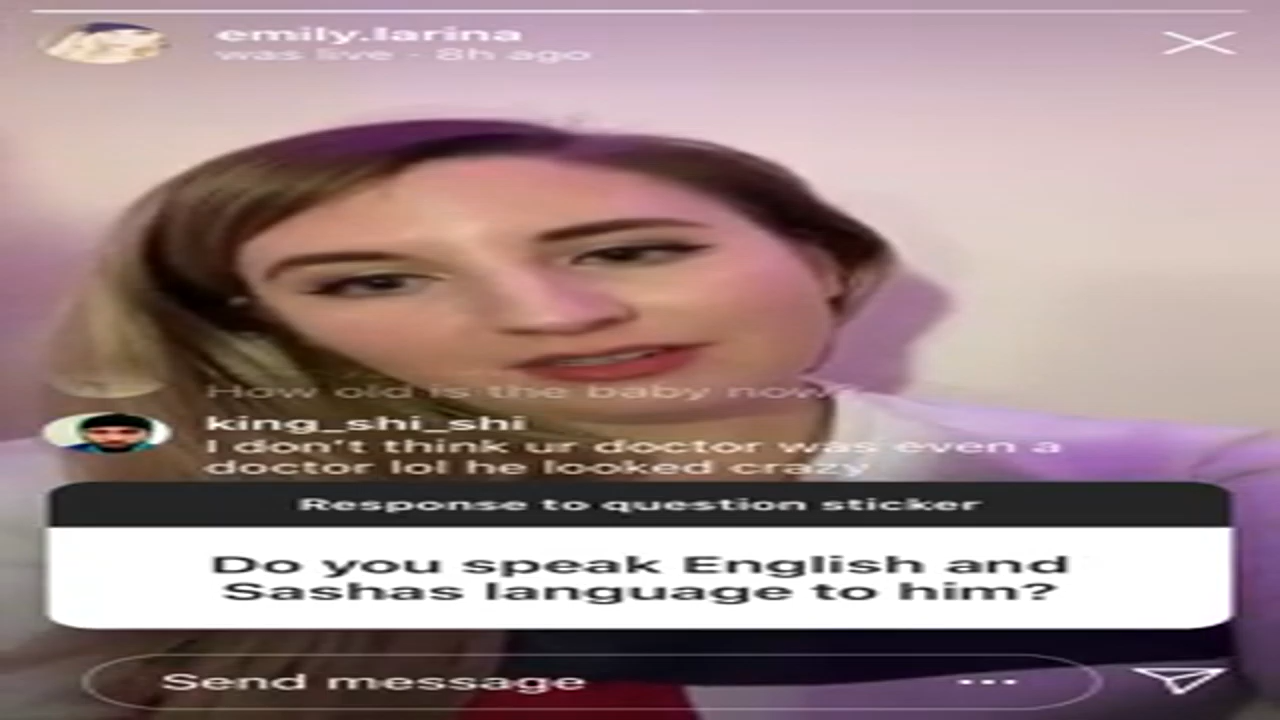 emily.larina
was live - 8h ago
How old is the baby now?
king_shi_shi
I don't think ur doctor was even a
doctor lol he looked crazy
Response to question sticker
Do you speak English and
Sashas language to him?
Send message